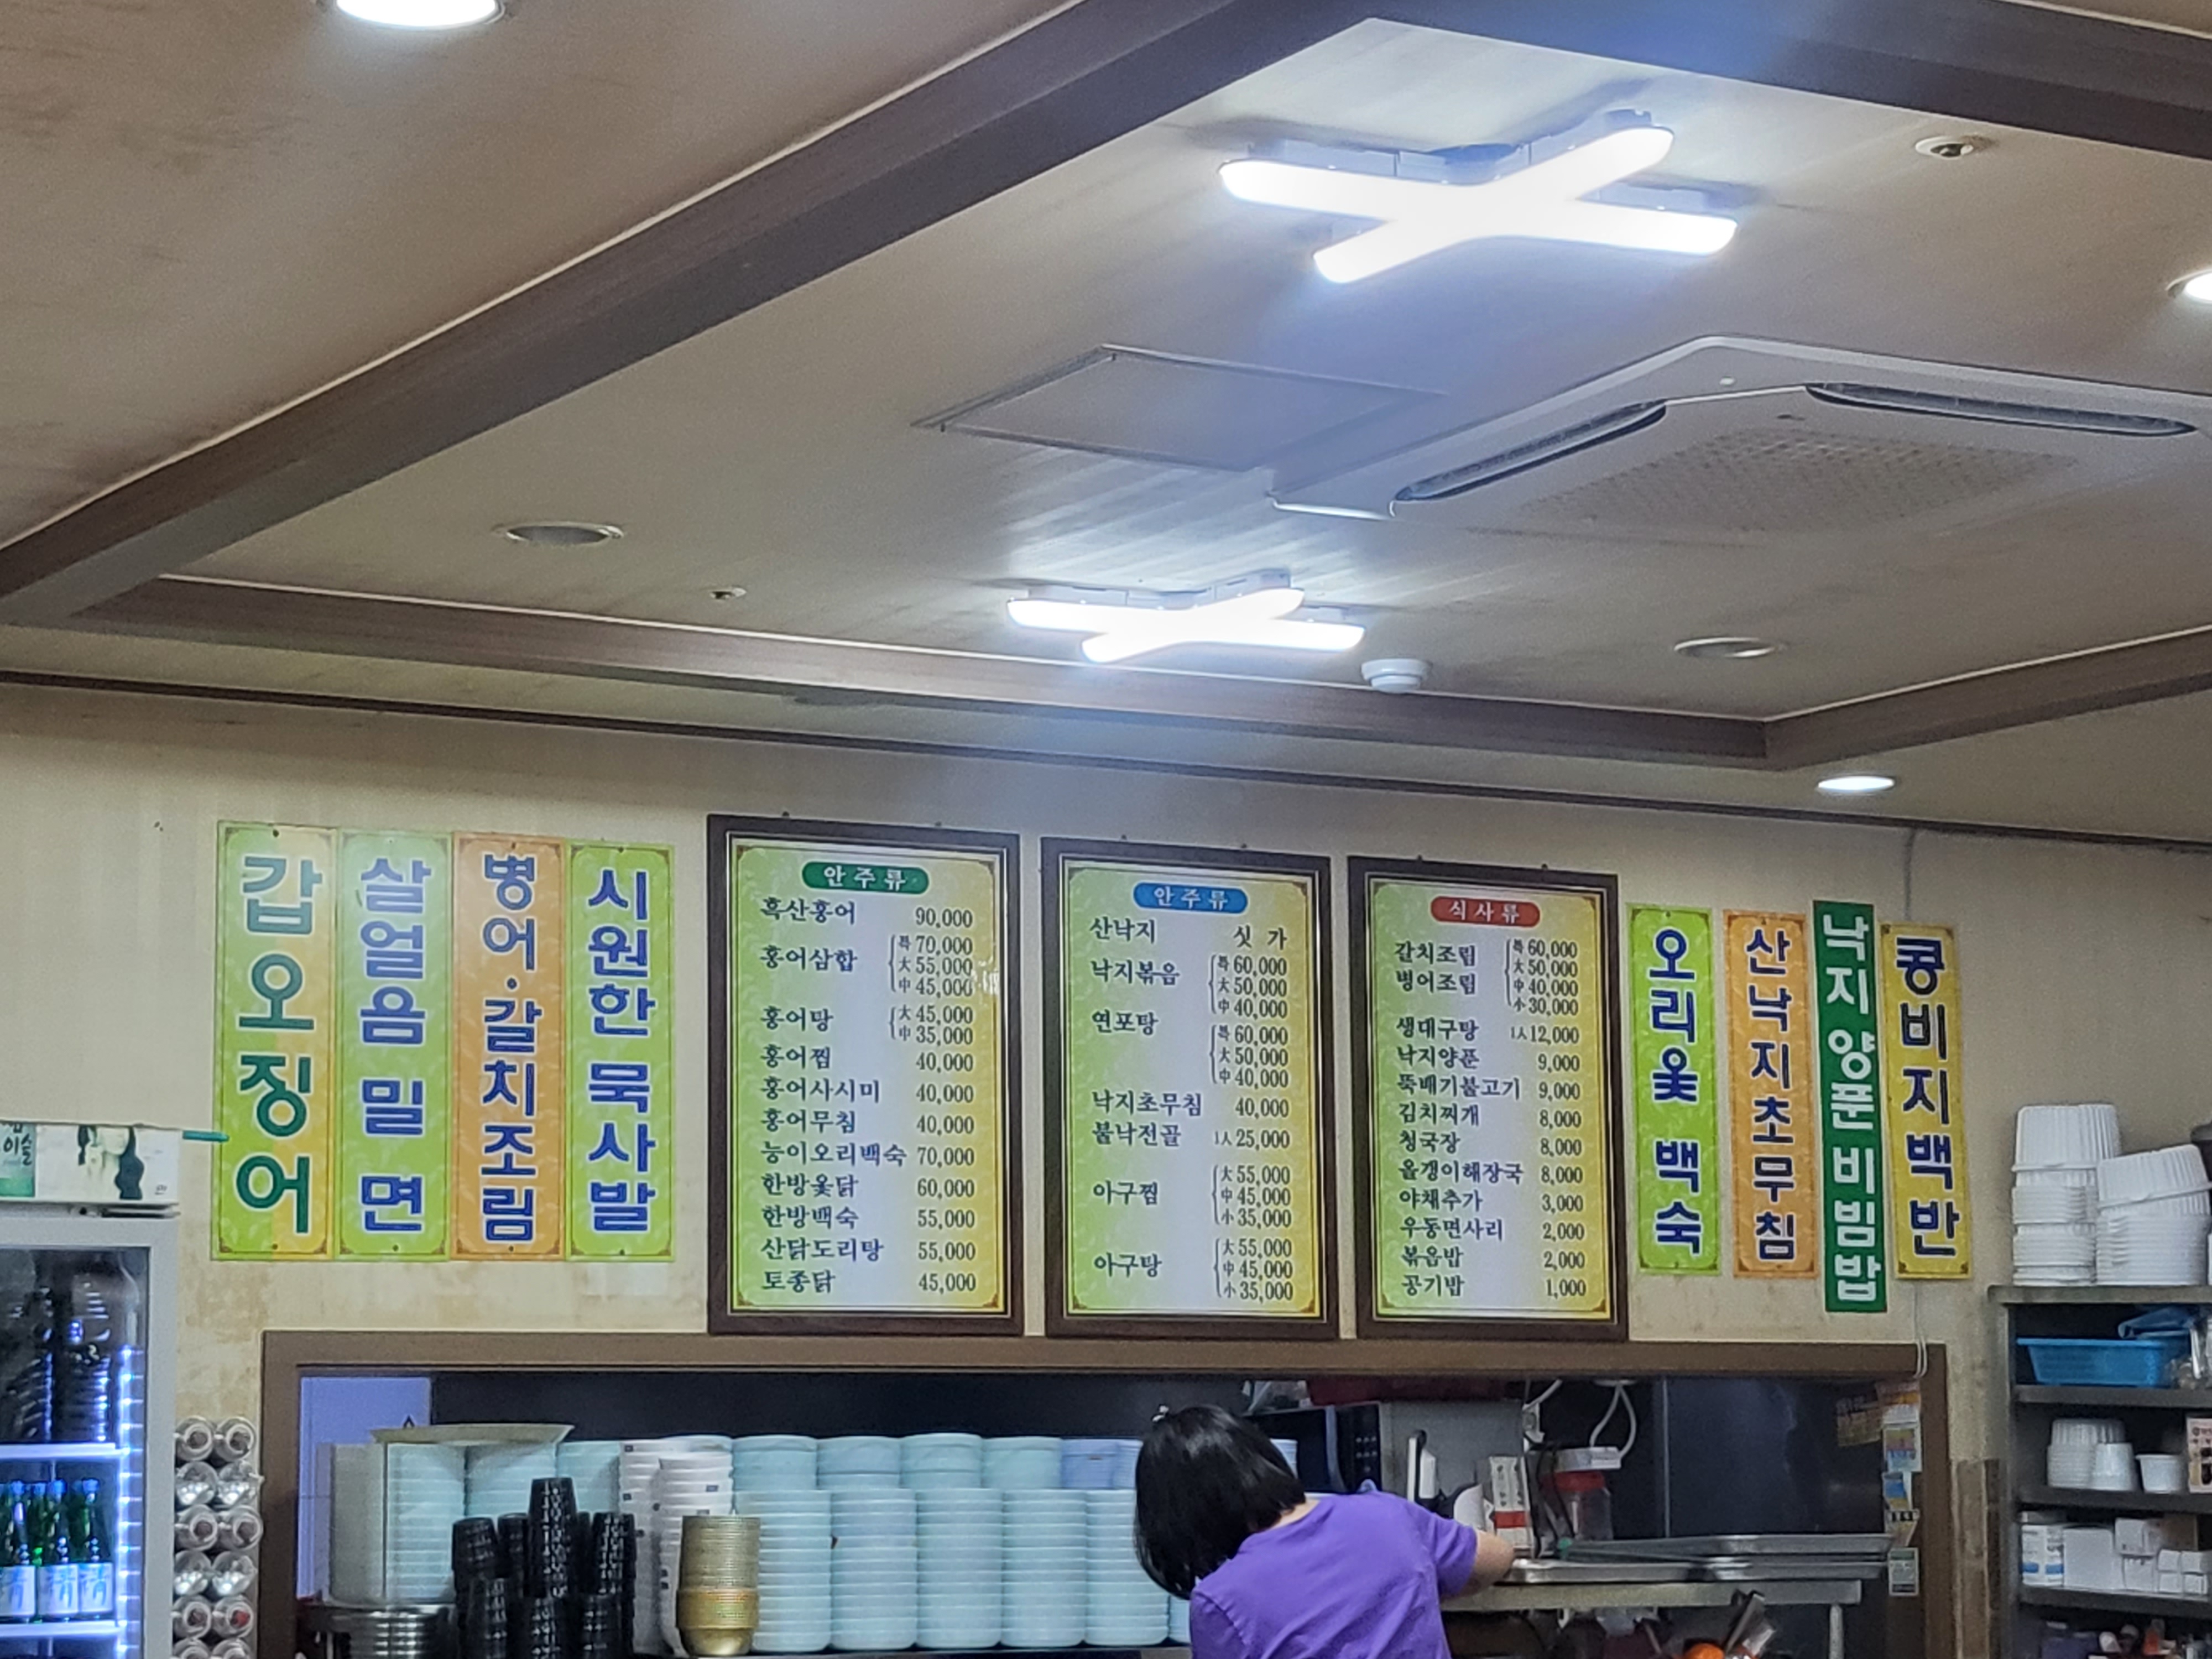 갑오징어
살얼음 밀면
병어·갈치조림
시원한 묵사발
안주류
흑산홍어 90,000
홍어삼합 특 70,000
大 55,000
中 45,000
홍어탕 大 45,000
中 35,000
홍어찜 40,000
홍어사시미 40,000
홍어무침 40,000
능이오리백숙 70,000
한방옻닭 60,000
한방백숙 55,000
산닭도리탕 55,000
토종닭 45,000
안주류
산낙지 싯가
낙지볶음 특 60,000
大 50,000
中 40,000
연포탕 특 60,000
大 50,000
中 40,000
낙지초무침 40,000
불낙전골 1人 25,000
아구찜 大 55,000
中 45,000
小 35,000
아구탕 大 55,000
中 45,000
小 35,000
식사류
갈치조림 특 60,000
병어조림 大 50,000
中 40,000
小 30,000
생대구탕 1人 12,000
낙지양푼 9,000
뚝배기불고기 9,000
김치찌개 8,000
청국장 8,000
올갱이해장국 8,000
야채추가 3,000
우동면사리 2,000
볶음밥 2,000
공기밥 1,000
오리옻 백숙
산낙지초무침
낙지양푼비빔밥
콩비지백반
이슬